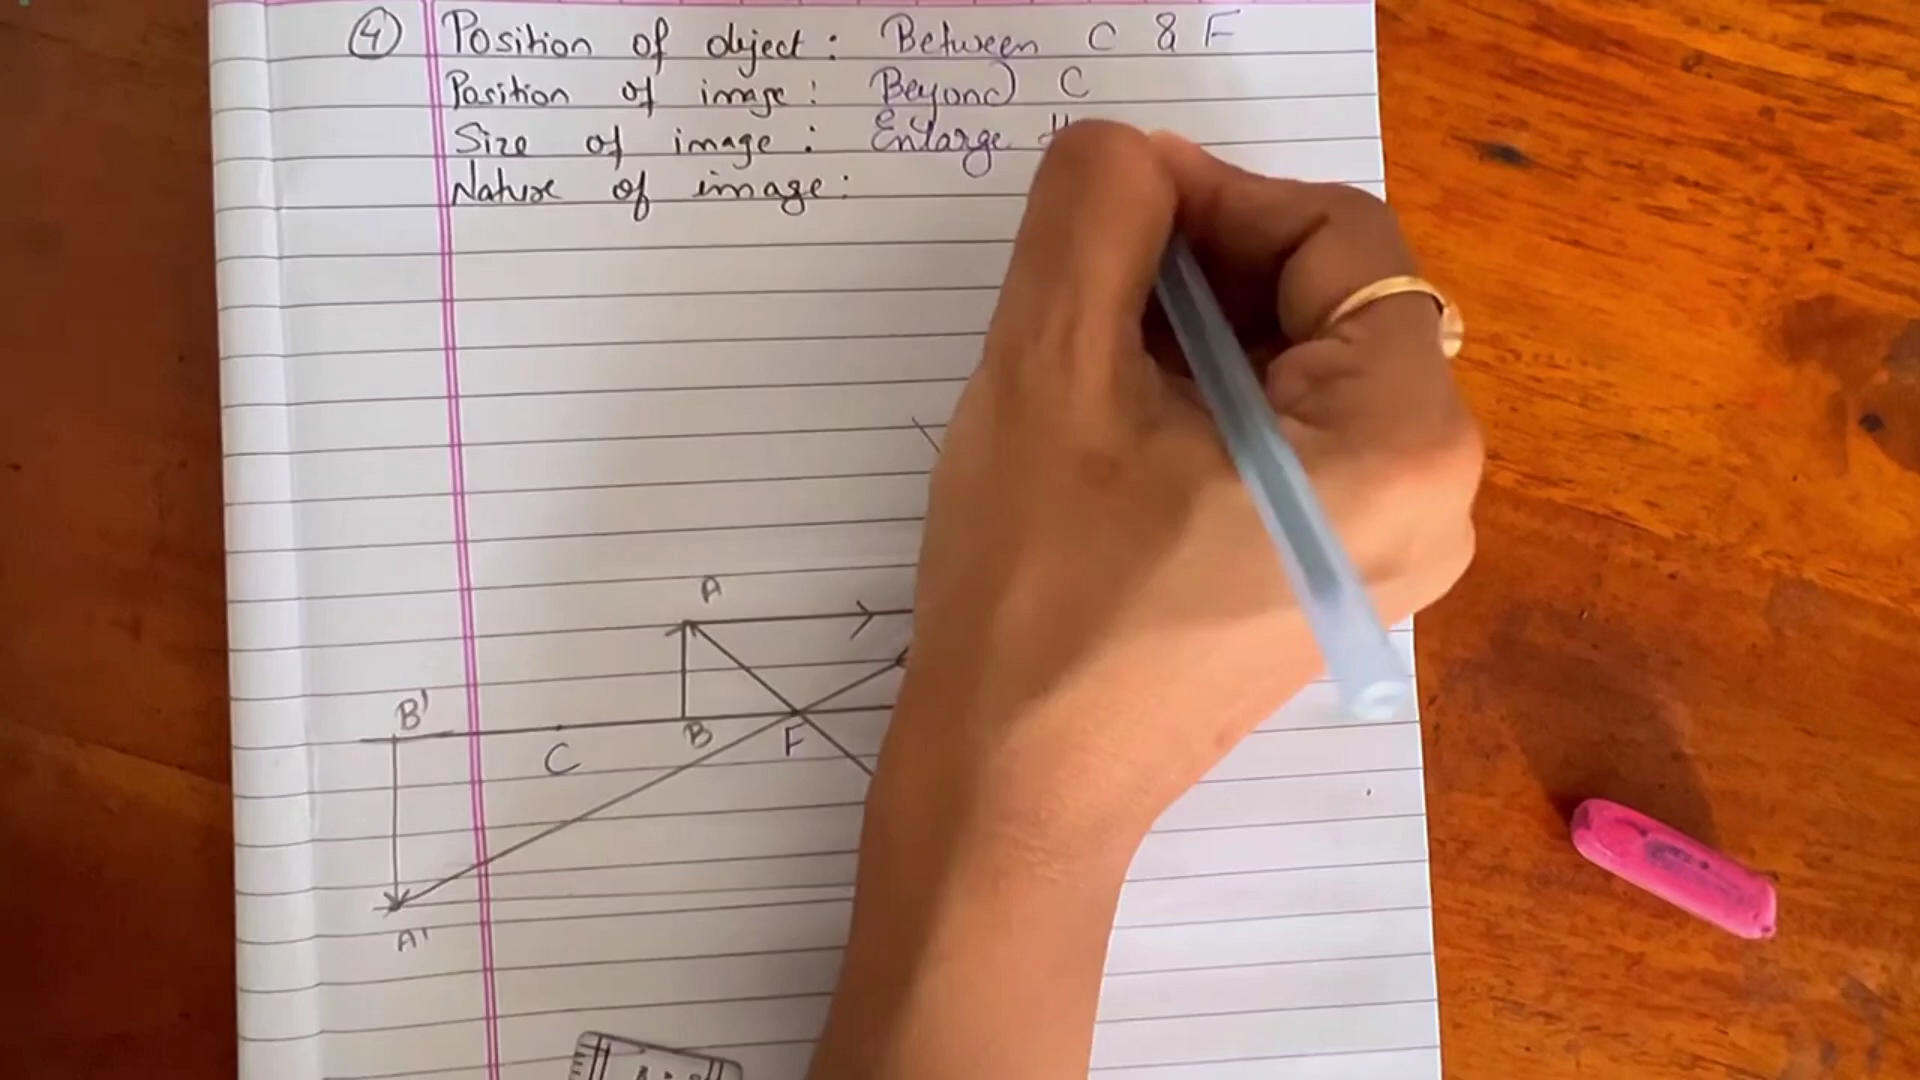 4 Position of object: Between C & F
Position of image: Beyond C
Size of image: Enlarge
Nature of image:
A
B'
C
B
F
A'